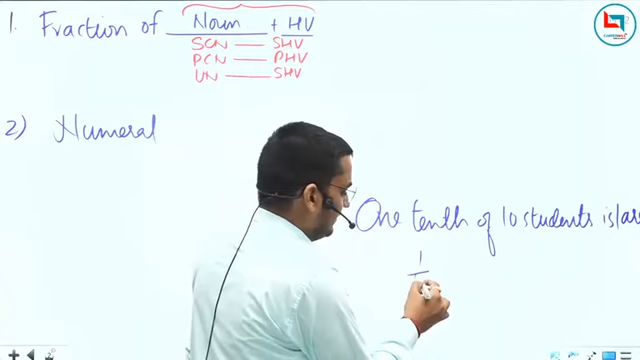 1. Fraction of Noun + HV
SCN — SHV
PCN — PHV
UN — SHV
2) Numeral
One tenth of 10 students is/are
1